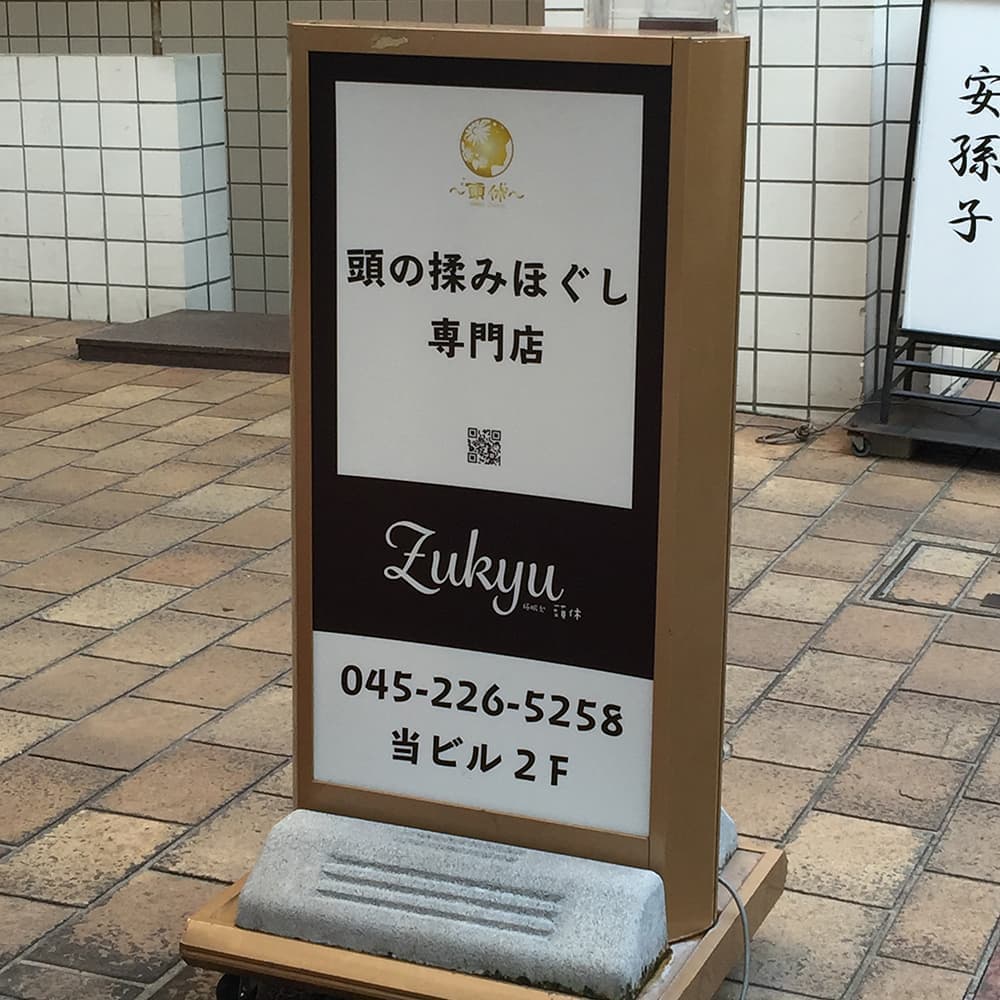 〜頭休〜
頭の揉みほぐし
専門店
Zukyu
頭休
045-226-5258
当ビル2F
安孫子